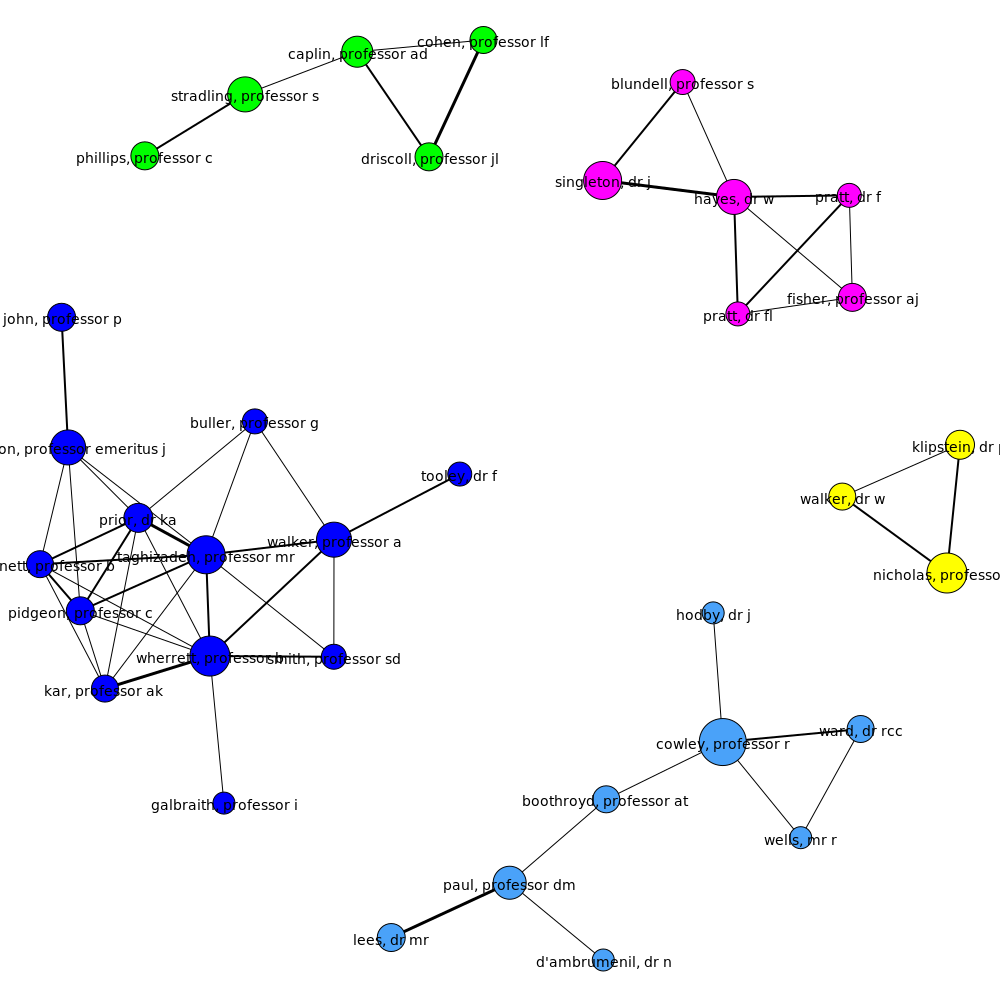 cohen, professor lf
caplin, professor ad
blundell, professor s
stradling, professor s
phillips, professor c
driscoll, professor jl
singleton, dr j
hayes, dr w
pratt, dr f
fisher, professor aj
pratt, dr fl
john, professor p
buller, professor g
on, professor emeritus j
klipstein, dr p
tooley, dr f
walker, dr w
prior, dr ka
walker, professor a
taghizadeh, professor mr
nett, professor b
nicholas, professo
pidgeon, professor c
hodby, dr j
wherrett, professor b
smith, professor sd
kar, professor ak
ward, dr rcc
cowley, professor r
boothroyd, professor at
galbraith, professor i
wells, mr r
paul, professor dm
lees, dr mr
d'ambrumenil, dr n